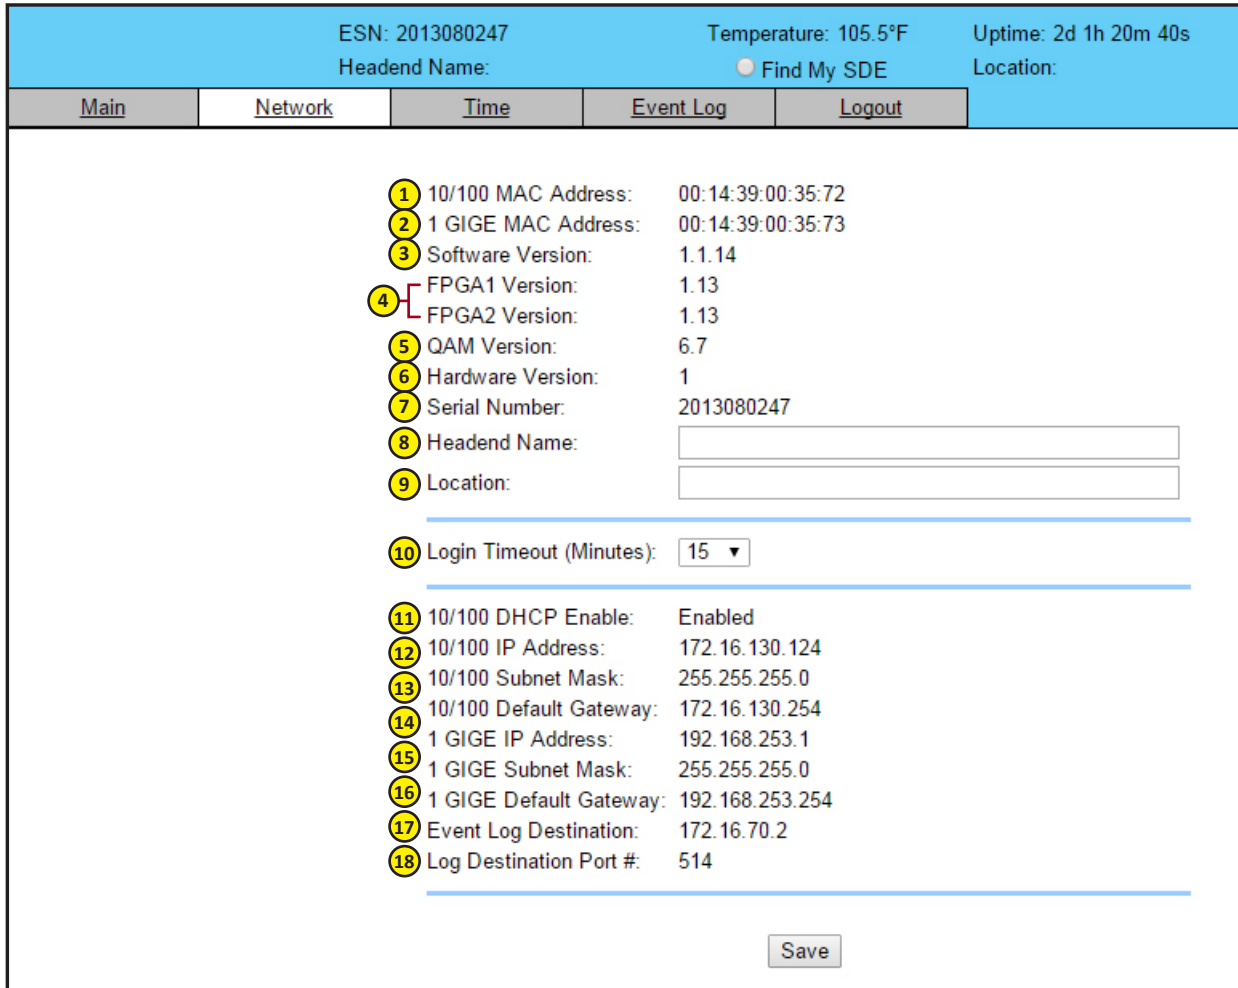 ESN: 2013080247 Temperature: 105.5°F Uptime: 2d 1h 20m 40s
Headend Name: Find My SDE Location:
Main Network Time Event Log Logout
1 10/100 MAC Address: 00:14:39:00:35:72
2 1 GIGE MAC Address: 00:14:39:00:35:73
3 Software Version: 1.1.14
FPGA1 Version: 1.13
4
FPGA2 Version: 1.13
5 QAM Version: 6.7
6 Hardware Version: 1
7 Serial Number: 2013080247
8 Headend Name:
9 Location:
10 Login Timeout (Minutes): 15
11 10/100 DHCP Enable: Enabled
12 10/100 IP Address: 172.16.130.124
13 10/100 Subnet Mask: 255.255.255.0
14 10/100 Default Gateway: 172.16.130.254
15 1 GIGE IP Address: 192.168.253.1
16 1 GIGE Subnet Mask: 255.255.255.0
1 GIGE Default Gateway: 192.168.253.254
17 Event Log Destination: 172.16.70.2
18 Log Destination Port #: 514
Save